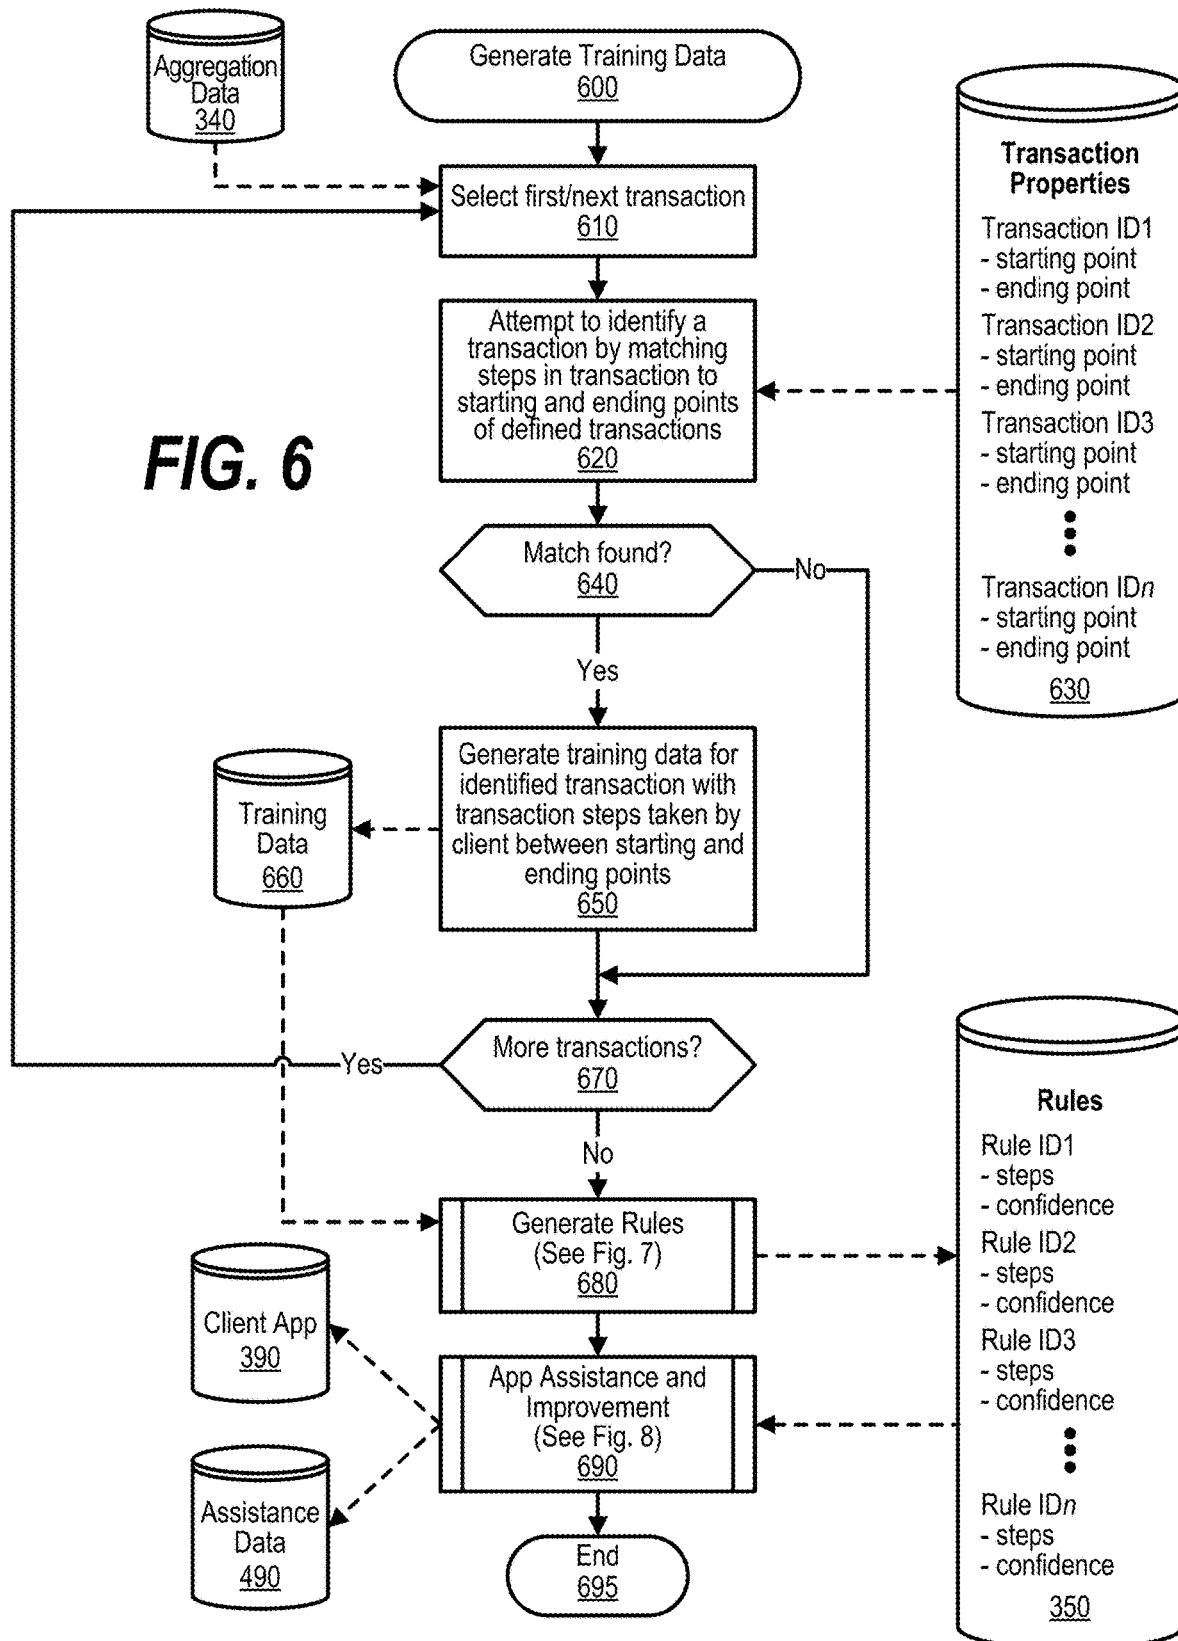 Aggregation
Data
340
Generate Training Data
600
Select first/next transaction
610
Attempt to identify a
transaction by matching
steps in transaction to
starting and ending points
of defined transactions
620
Transaction
Properties
Transaction ID1
- starting point
- ending point
Transaction ID2
- starting point
- ending point
Transaction ID3
- starting point
- ending point
Transaction IDn
- starting point
- ending point
630
FIG. 6
Match found?
640
No
Yes
Generate training data for
identified transaction with
transaction steps taken by
client between starting and
ending points
650
Training
Data
660
More transactions?
670
Yes
No
Generate Rules
(See Fig. 7)
680
Rules
Rule ID1
- steps
- confidence
Rule ID2
- steps
- confidence
Rule ID3
- steps
- confidence
Rule IDn
- steps
- confidence
350
Client App
390
App Assistance and
Improvement
(See Fig. 8)
690
Assistance
Data
490
End
695